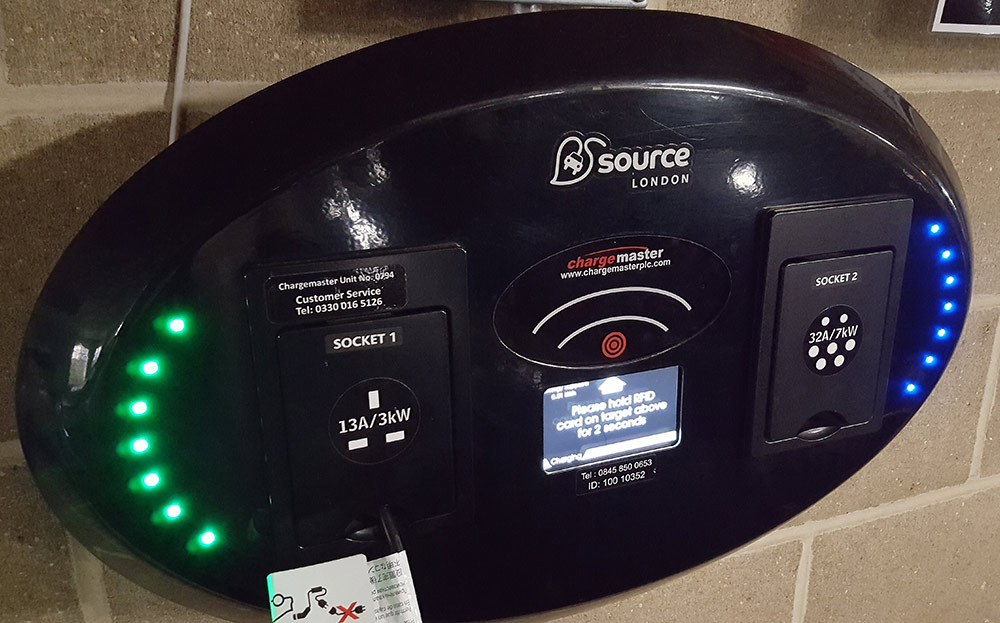 source
LONDON
chargemaster
www.chargemasterplc.com
Chargemaster Unit No: 0794
Customer Service
Tel: 0330 016 5126
SOCKET 1
13A/3kW
SOCKET 2
32A/7kW
Please hold RFID
card on target above
for 2 seconds
Charging
Tel : 0845 850 0653
ID: 100 10352